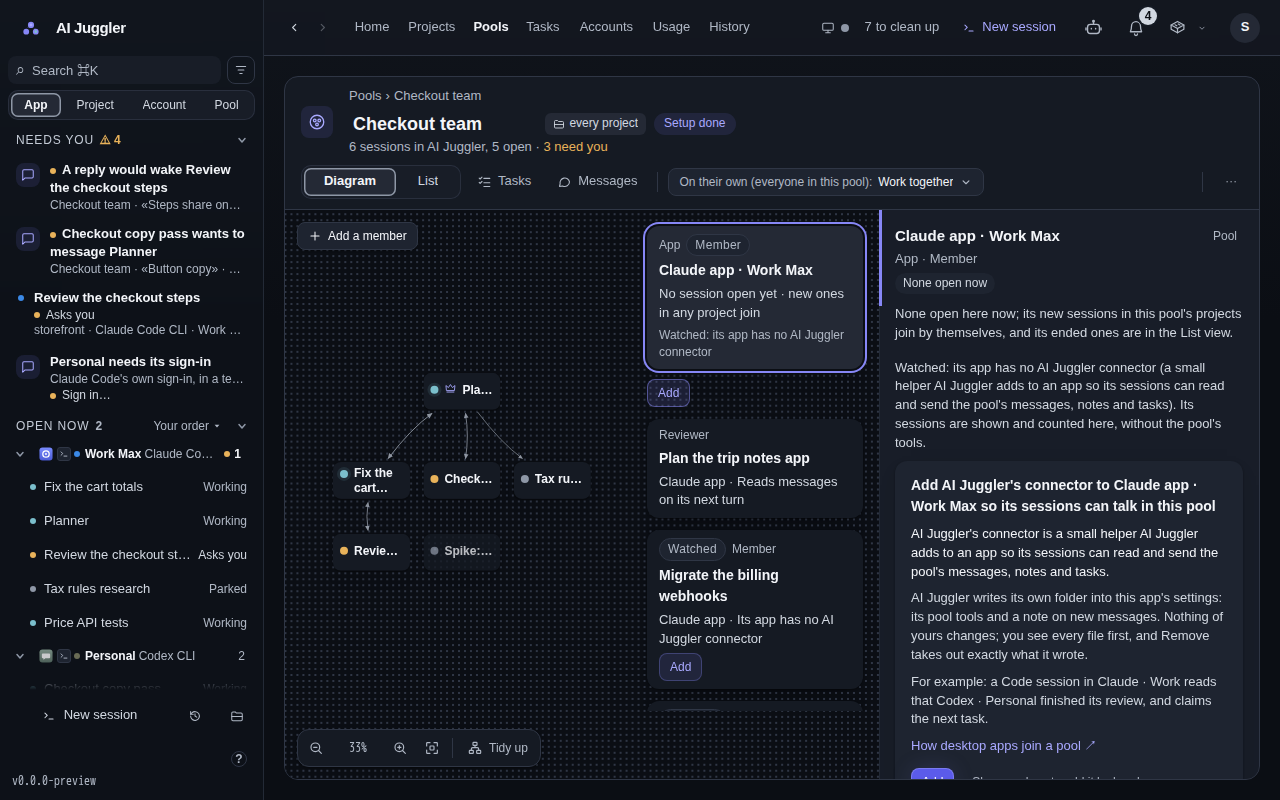 AI Juggler
Search ⌘K
App Project Account Pool
NEEDS YOU 4
A reply would wake Review the checkout steps
Checkout team · «Steps share on…
Checkout copy pass wants to message Planner
Checkout team · «Button copy» · …
Review the checkout steps
Asks you
storefront · Claude Code CLI · Work …
Personal needs its sign-in
Claude Code's own sign-in, in a te…
Sign in…
OPEN NOW 2 Your order
Work Max Claude Co… 1
Fix the cart totals Working
Planner Working
Review the checkout st… Asks you
Tax rules research Parked
Price API tests Working
Personal Codex CLI 2
Checkout copy pass Working
New session
?
v0.0.0-preview
Home Projects Pools Tasks Accounts Usage History
7 to clean up
New session
4
S
Pools › Checkout team
Checkout team
every project
Setup done
6 sessions in AI Juggler, 5 open · 3 need you
Diagram List Tasks Messages
On their own (everyone in this pool): Work together
Add a member
Pla…
Fix the cart…
Check…
Tax ru…
Revie…
Spike:…
33%
Tidy up
App Member
Claude app · Work Max
No session open yet · new ones
in any project join
Watched: its app has no AI Juggler
connector
Add
Reviewer
Plan the trip notes app
Claude app · Reads messages
on its next turn
Watched Member
Migrate the billing
webhooks
Claude app · Its app has no AI
Juggler connector
Add
Claude app · Work Max Pool
App · Member
None open now
None open here now; its new sessions in this pool's projects
join by themselves, and its ended ones are in the List view.
Watched: its app has no AI Juggler connector (a small
helper AI Juggler adds to an app so its sessions can read
and send the pool's messages, notes and tasks). Its
sessions are shown and counted here, without the pool's
tools.
Add AI Juggler's connector to Claude app ·
Work Max so its sessions can talk in this pool
AI Juggler's connector is a small helper AI Juggler
adds to an app so its sessions can read and send the
pool's messages, notes and tasks.
AI Juggler writes its own folder into this app's settings:
its pool tools and a note on new messages. Nothing of
yours changes; you see every file first, and Remove
takes out exactly what it wrote.
For example: a Code session in Claude · Work reads
that Codex · Personal finished its review, and claims
the next task.
How desktop apps join a pool ↗